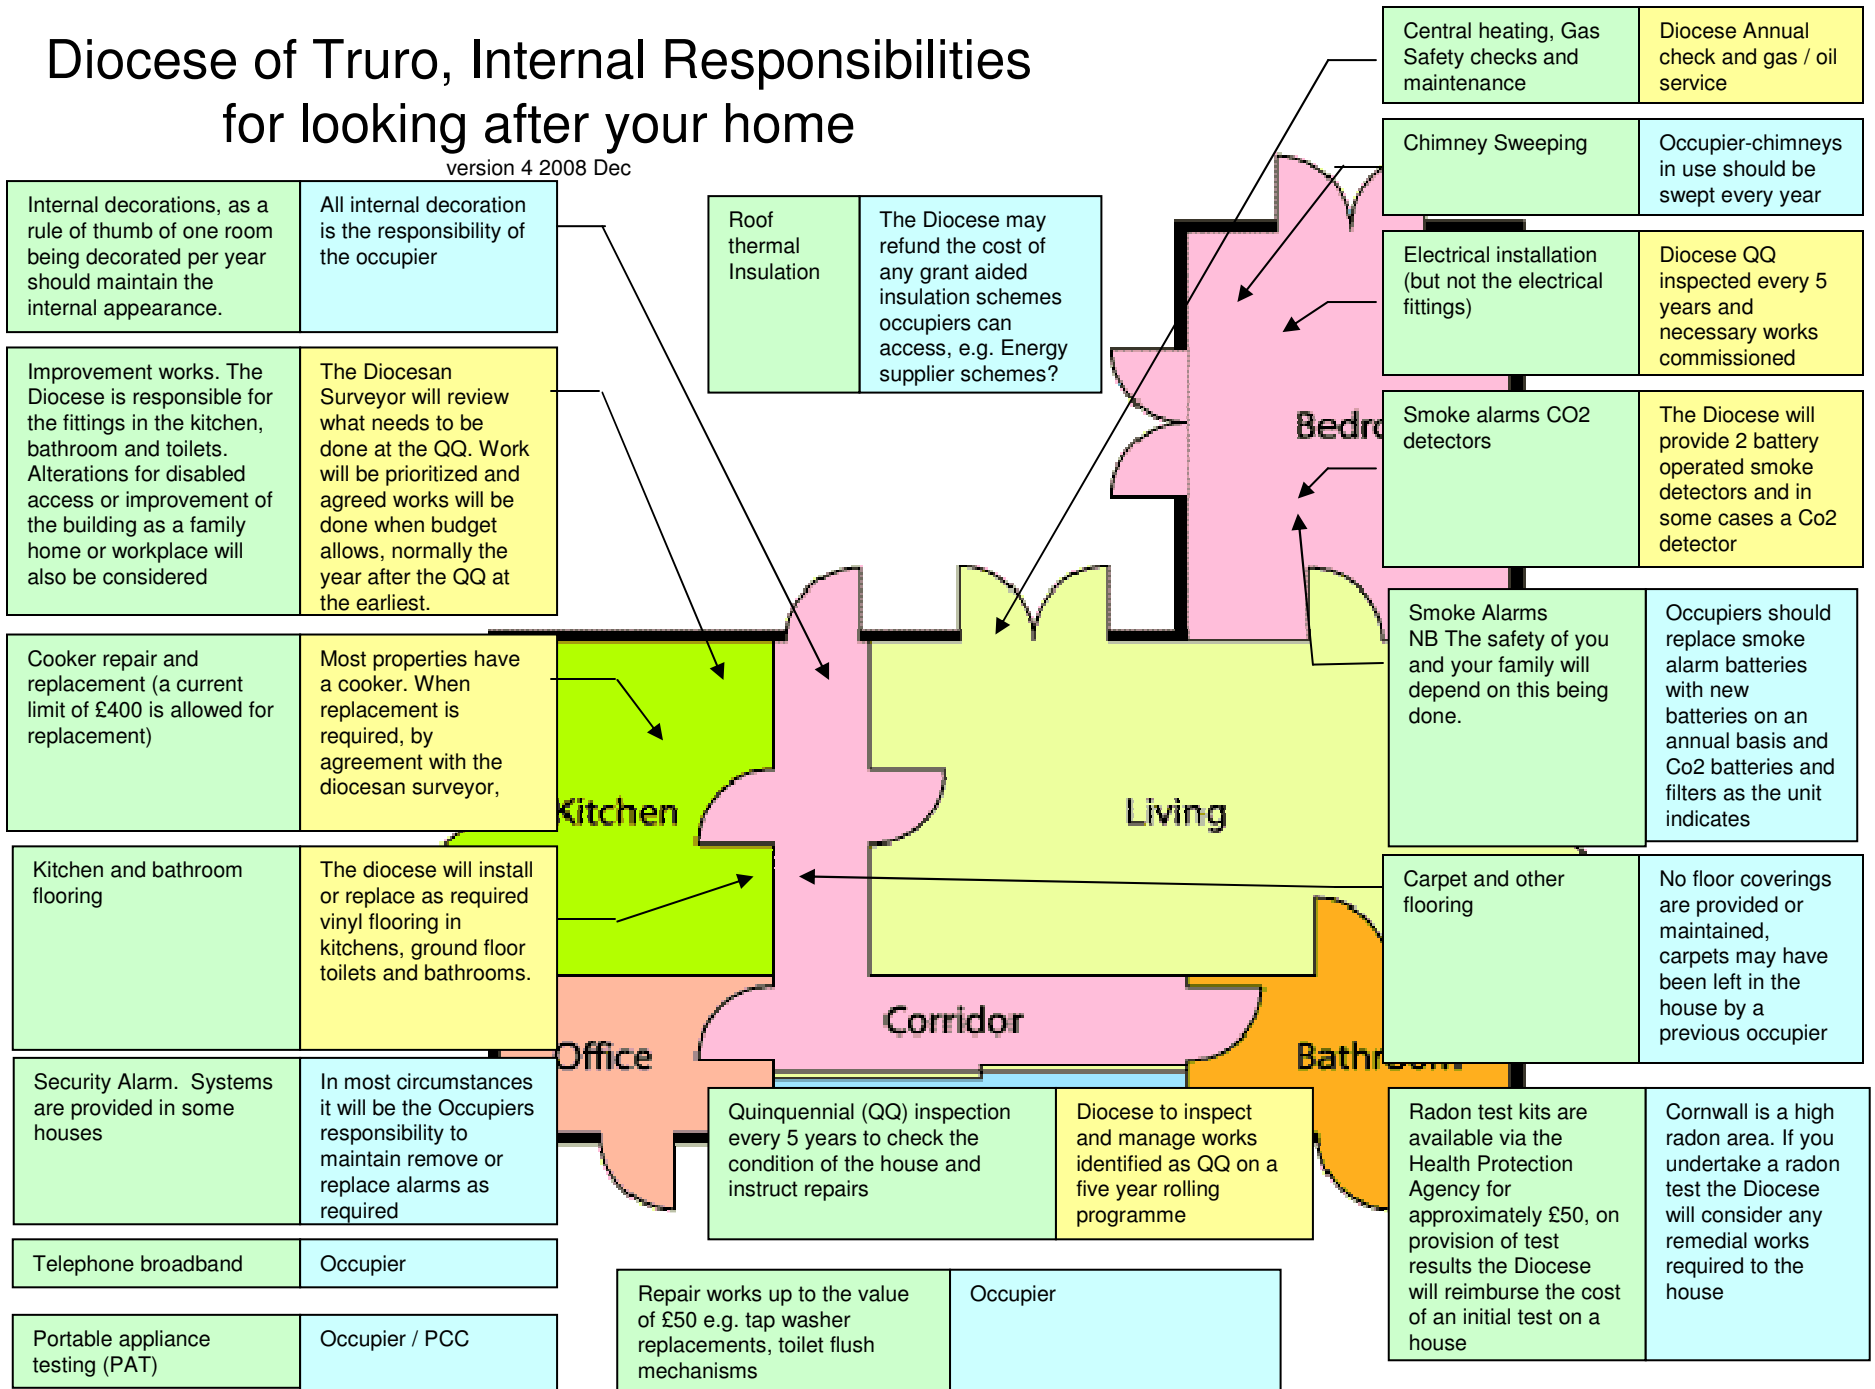 Diocese of Truro, Internal Responsibilities
for looking after your home
version 4 2008 Dec
Internal decorations, as a
rule of thumb of one room
being decorated per year
should maintain the
internal appearance.
All internal decoration
is the responsibility of
the occupier
Improvement works. The
Diocese is responsible for
the fittings in the kitchen,
bathroom and toilets.
Alterations for disabled
access or improvement of
the building as a family
home or workplace will
also be considered
The Diocesan
Surveyor will review
what needs to be
done at the QQ. Work
will be prioritized and
agreed works will be
done when budget
allows, normally the
year after the QQ at
the earliest.
Cooker repair and
replacement (a current
limit of £400 is allowed for
replacement)
Most properties have
a cooker. When
replacement is
required, by
agreement with the
diocesan surveyor,
Kitchen and bathroom
flooring
The diocese will install
or replace as required
vinyl flooring in
kitchens, ground floor
toilets and bathrooms.
Security Alarm.  Systems
are provided in some
houses
In most circumstances
it will be the Occupiers
responsibility to
maintain remove or
replace alarms as
required
Telephone broadband
Occupier
Portable appliance
testing (PAT)
Occupier / PCC
Roof
thermal
Insulation
The Diocese may
refund the cost of
any grant aided
insulation schemes
occupiers can
access, e.g. Energy
supplier schemes?
Kitchen
Living
Corridor
Office
Bedro
Bathroom
Quinquennial (QQ) inspection
every 5 years to check the
condition of the house and
instruct repairs
Diocese to inspect
and manage works
identified as QQ on a
five year rolling
programme
Repair works up to the value
of £50 e.g. tap washer
replacements, toilet flush
mechanisms
Occupier
Central heating, Gas
Safety checks and
maintenance
Diocese Annual
check and gas / oil
service
Chimney Sweeping
Occupier-chimneys
in use should be
swept every year
Electrical installation
(but not the electrical
fittings)
Diocese QQ
inspected every 5
years and
necessary works
commissioned
Smoke alarms CO2
detectors
The Diocese will
provide 2 battery
operated smoke
detectors and in
some cases a Co2
detector
Smoke Alarms
NB The safety of you
and your family will
depend on this being
done.
Occupiers should
replace smoke
alarm batteries
with new
batteries on an
annual basis and
Co2 batteries and
filters as the unit
indicates
Carpet and other
flooring
No floor coverings
are provided or
maintained,
carpets may have
been left in the
house by a
previous occupier
Radon test kits are
available via the
Health Protection
Agency for
approximately £50, on
provision of test
results the Diocese
will reimburse the cost
of an initial test on a
house
Cornwall is a high
radon area. If you
undertake a radon
test the Diocese
will consider any
remedial works
required to the
house